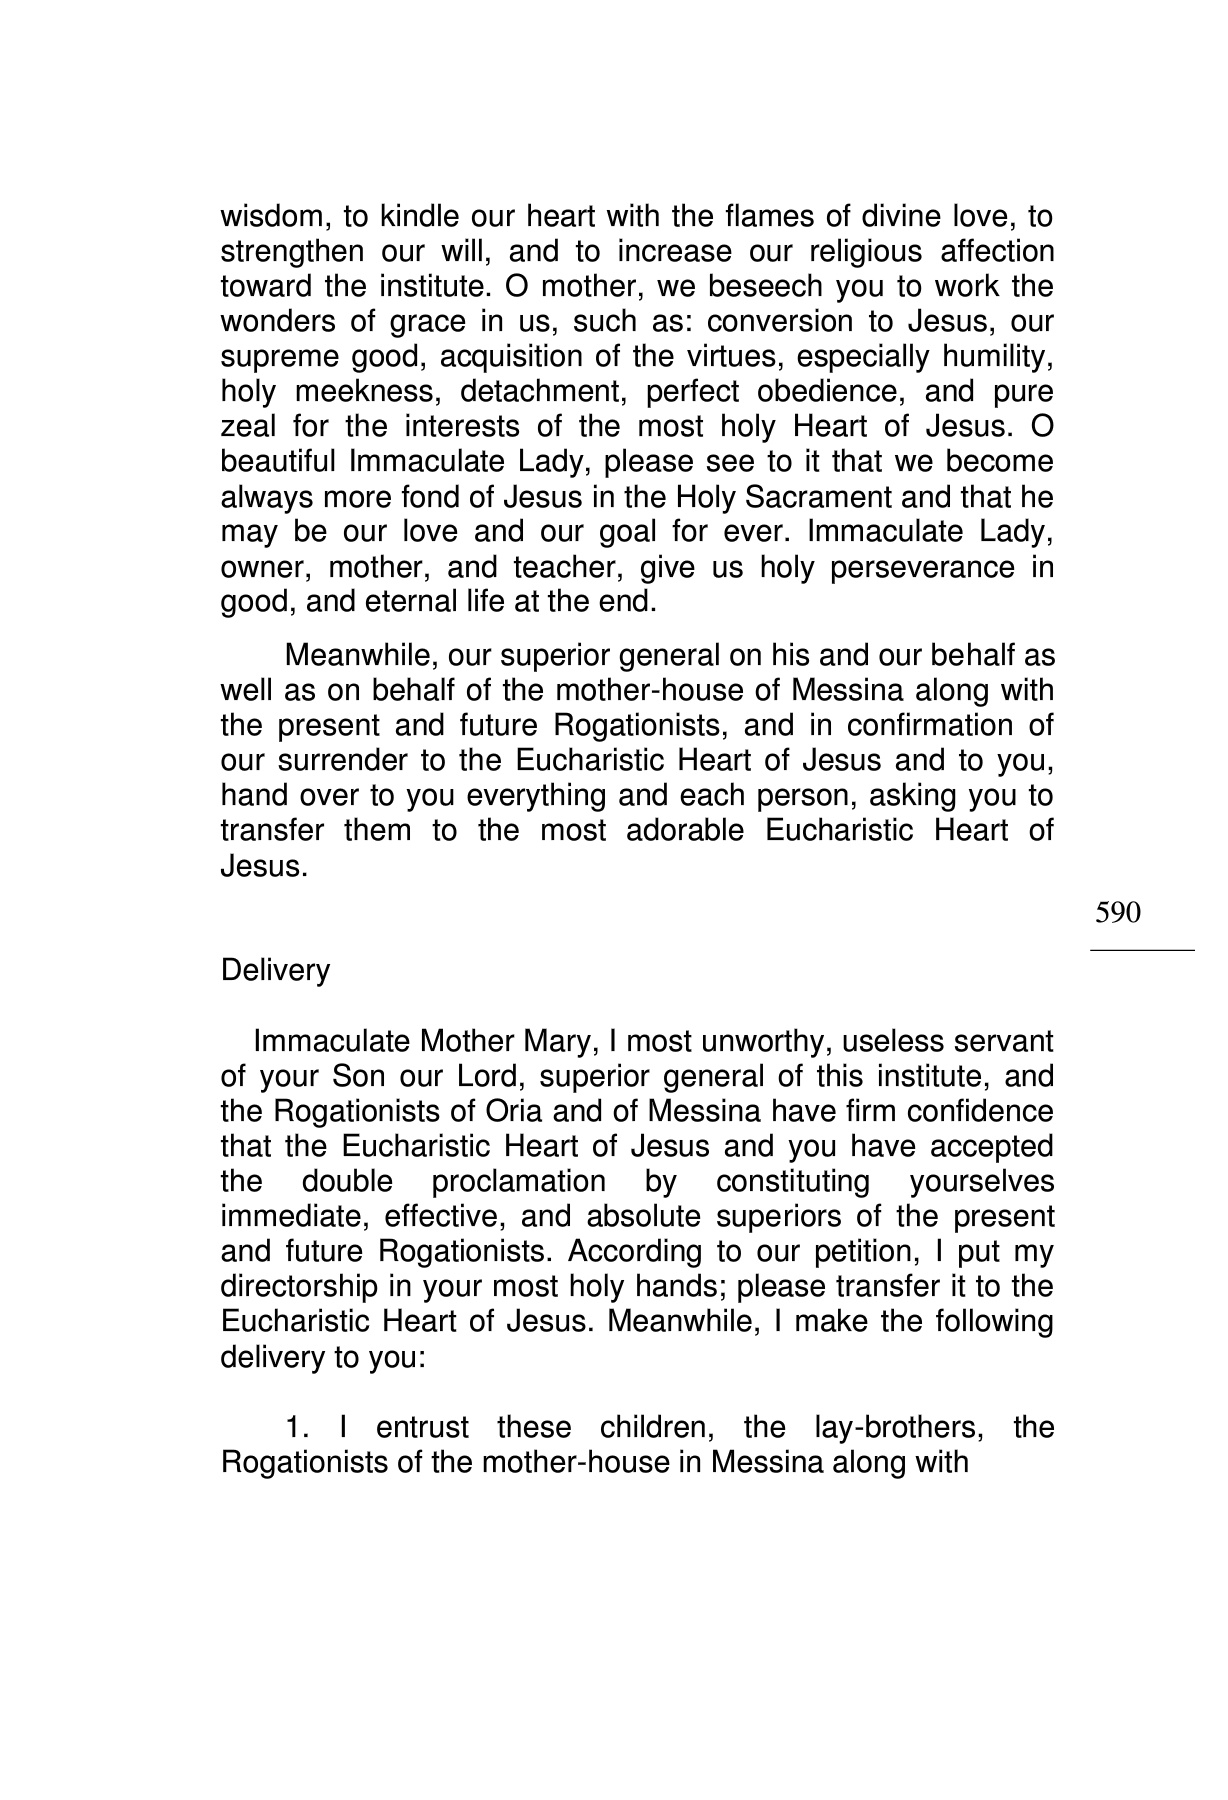 wisdom, to kindle our heart with the flames of divine love, to
strengthen our will, and to increase our religious affection
toward the institute. O mother, we beseech you to work the
wonders of grace in us, such as: conversion to Jesus, our
supreme good, acquisition of the virtues, especially humility,
holy meekness, detachment, perfect obedience, and pure
zeal for the interests of the most holy Heart of Jesus. O
beautiful Immaculate Lady, please see to it that we become
always more fond of Jesus in the Holy Sacrament and that he
may be our love and our goal for ever. Immaculate Lady,
owner, mother, and teacher, give us holy perseverance in
good, and eternal life at the end.
Meanwhile, our superior general on his and our behalf as
well as on behalf of the mother-house of Messina along with
the present and future Rogationists, and in confirmation of
our surrender to the Eucharistic Heart of Jesus and to you,
hand over to you everything and each person, asking you to
transfer them to the most adorable Eucharistic Heart of
Jesus.
590
Delivery
Immaculate Mother Mary, I most unworthy, useless servant
of your Son our Lord, superior general of this institute, and
the Rogationists of Oria and of Messina have firm confidence
that the Eucharistic Heart of Jesus and you have accepted
the double proclamation by constituting yourselves
immediate, effective, and absolute superiors of the present
and future Rogationists. According to our petition, I put my
directorship in your most holy hands; please transfer it to the
Eucharistic Heart of Jesus. Meanwhile, I make the following
delivery to you:
1. I entrust these children, the lay-brothers, the
Rogationists of the mother-house in Messina along with